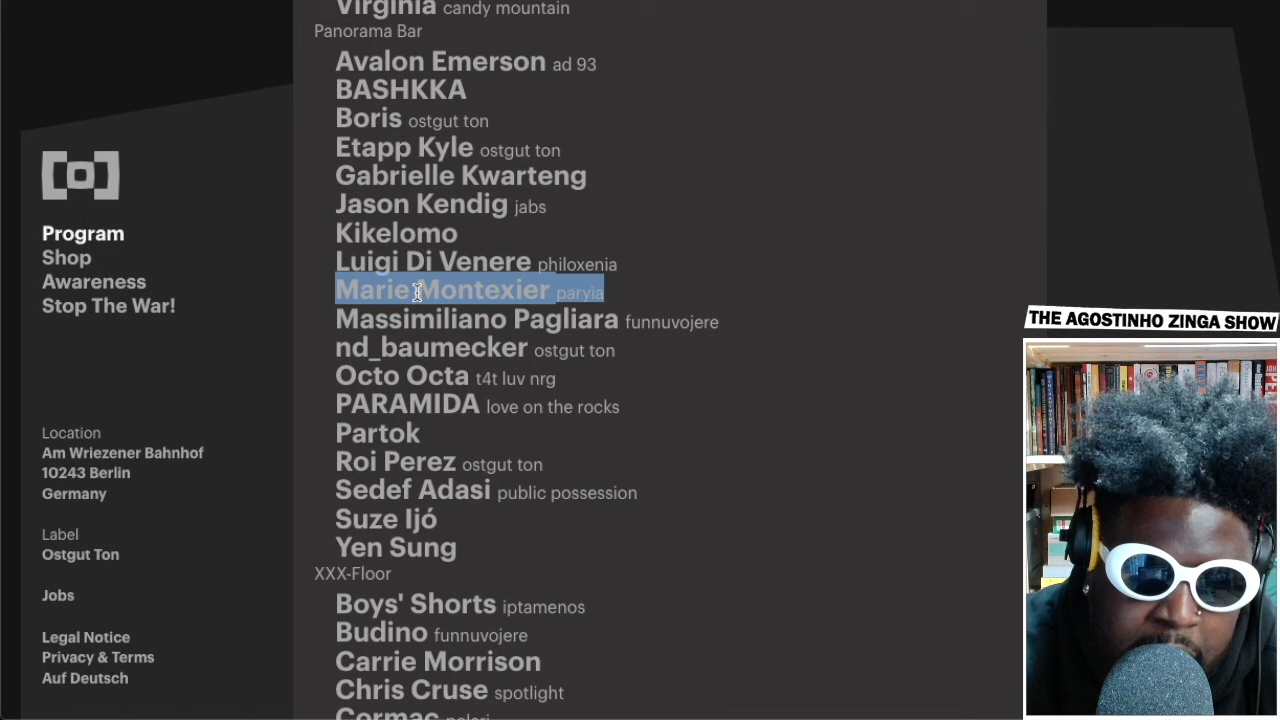 Virginia candy mountain
Panorama Bar
Avalon Emerson ad 93
BASHKKA
Boris ostgut ton
Etapp Kyle ostgut ton
Gabrielle Kwarteng
Jason Kendig jabs
Kikelomo
Luigi Di Venere philoxenia
Marie Montexier paryia
Massimiliano Pagliara funnuvojere
nd_baumecker ostgut ton
Octo Octa t4t luv nrg
PARAMIDA love on the rocks
Partok
Roi Perez ostgut ton
Sedef Adasi public possession
Suze Ijó
Yen Sung
XXX-Floor
Boys' Shorts iptamenos
Budino funnuvojere
Carrie Morrison
Chris Cruse spotlight
Cormac polari
Program
Shop
Awareness
Stop The War!
Location
Am Wriezener Bahnhof
10243 Berlin
Germany
Label
Ostgut Ton
Jobs
Legal Notice
Privacy & Terms
Auf Deutsch
THE AGOSTINHO ZINGA SHOW